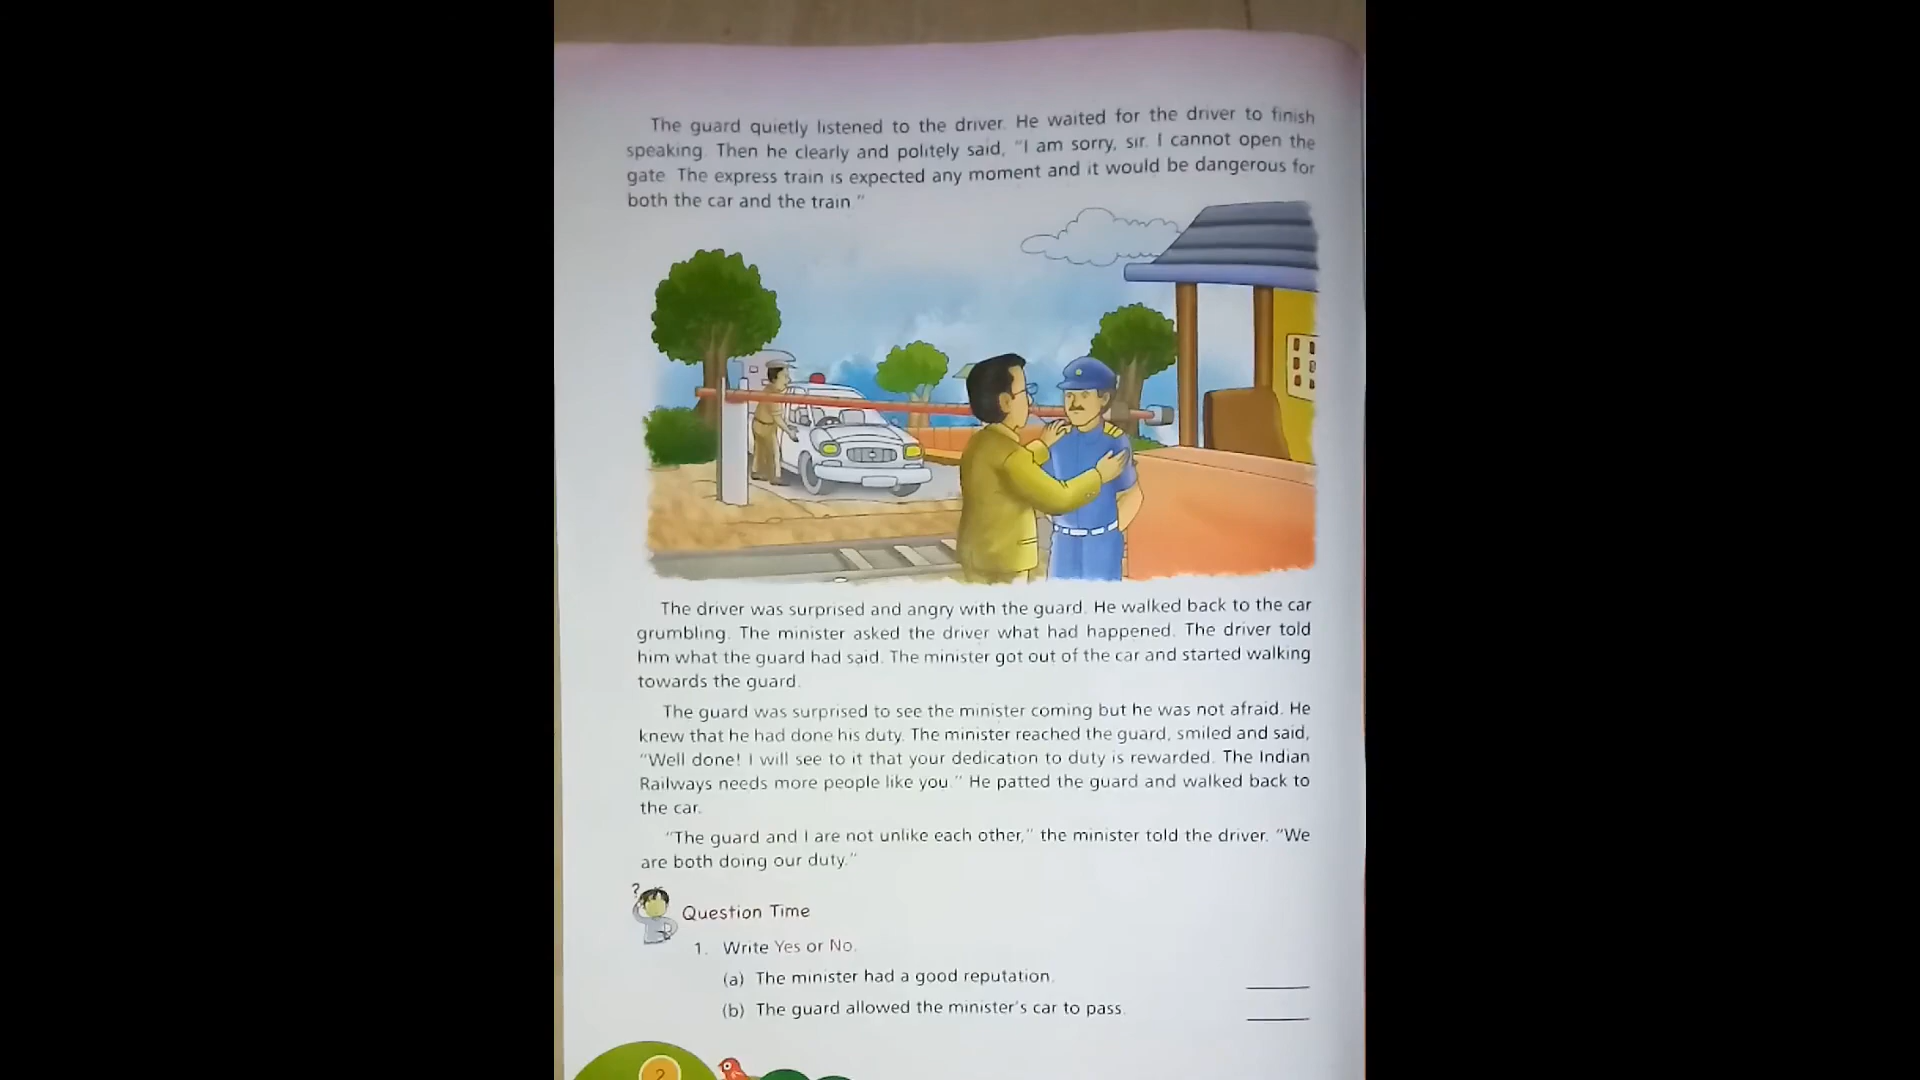 The guard quietly listened to the driver. He waited for the driver to finish
speaking. Then he clearly and politely said, “I am sorry, sir. I cannot open the
gate. The express train is expected any moment and it would be dangerous for
both the car and the train.”
The driver was surprised and angry with the guard. He walked back to the car
grumbling. The minister asked the driver what had happened. The driver told
him what the guard had said. The minister got out of the car and started walking
towards the guard.
The guard was surprised to see the minister coming but he was not afraid. He
knew that he had done his duty. The minister reached the guard, smiled and said,
“Well done! I will see to it that your dedication to duty is rewarded. The Indian
Railways needs more people like you.” He patted the guard and walked back to
the car.
“The guard and I are not unlike each other,” the minister told the driver. “We
are both doing our duty.”
?
Question Time
1. Write Yes or No.
(a) The minister had a good reputation.
(b) The guard allowed the minister's car to pass.
2